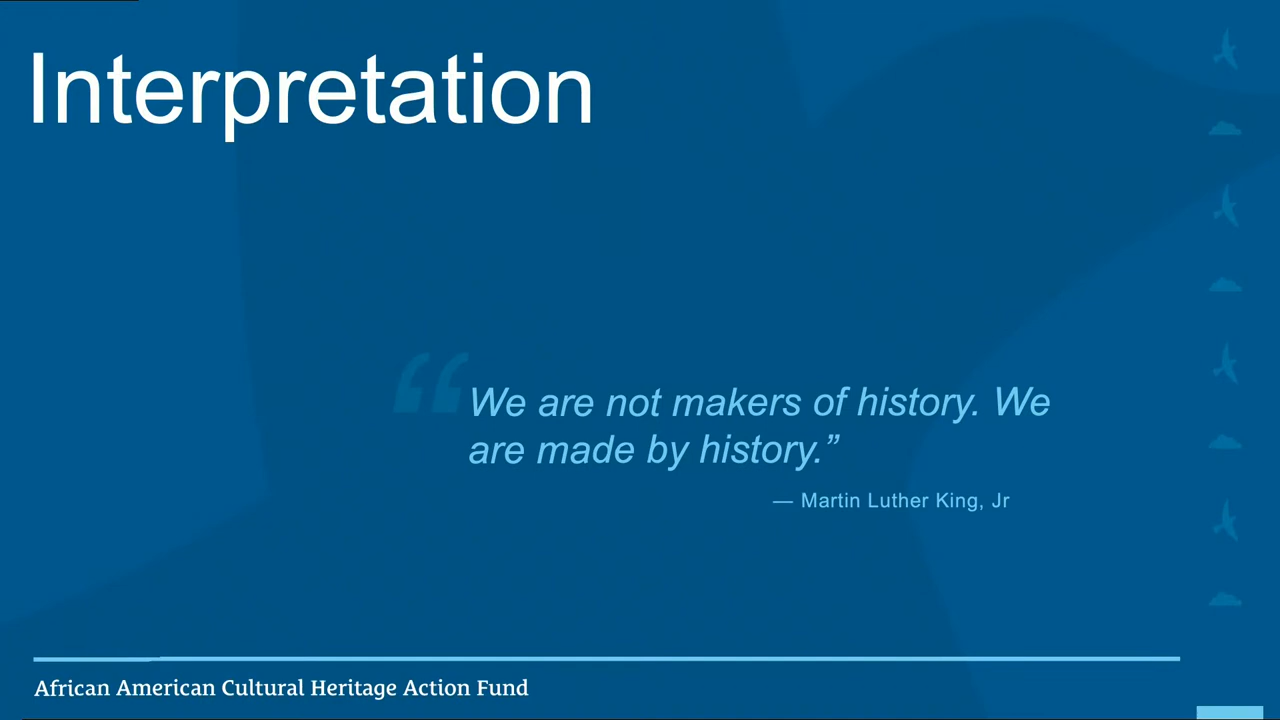 Interpretation
“We are not makers of history. We
are made by history.”
— Martin Luther King, Jr
African American Cultural Heritage Action Fund